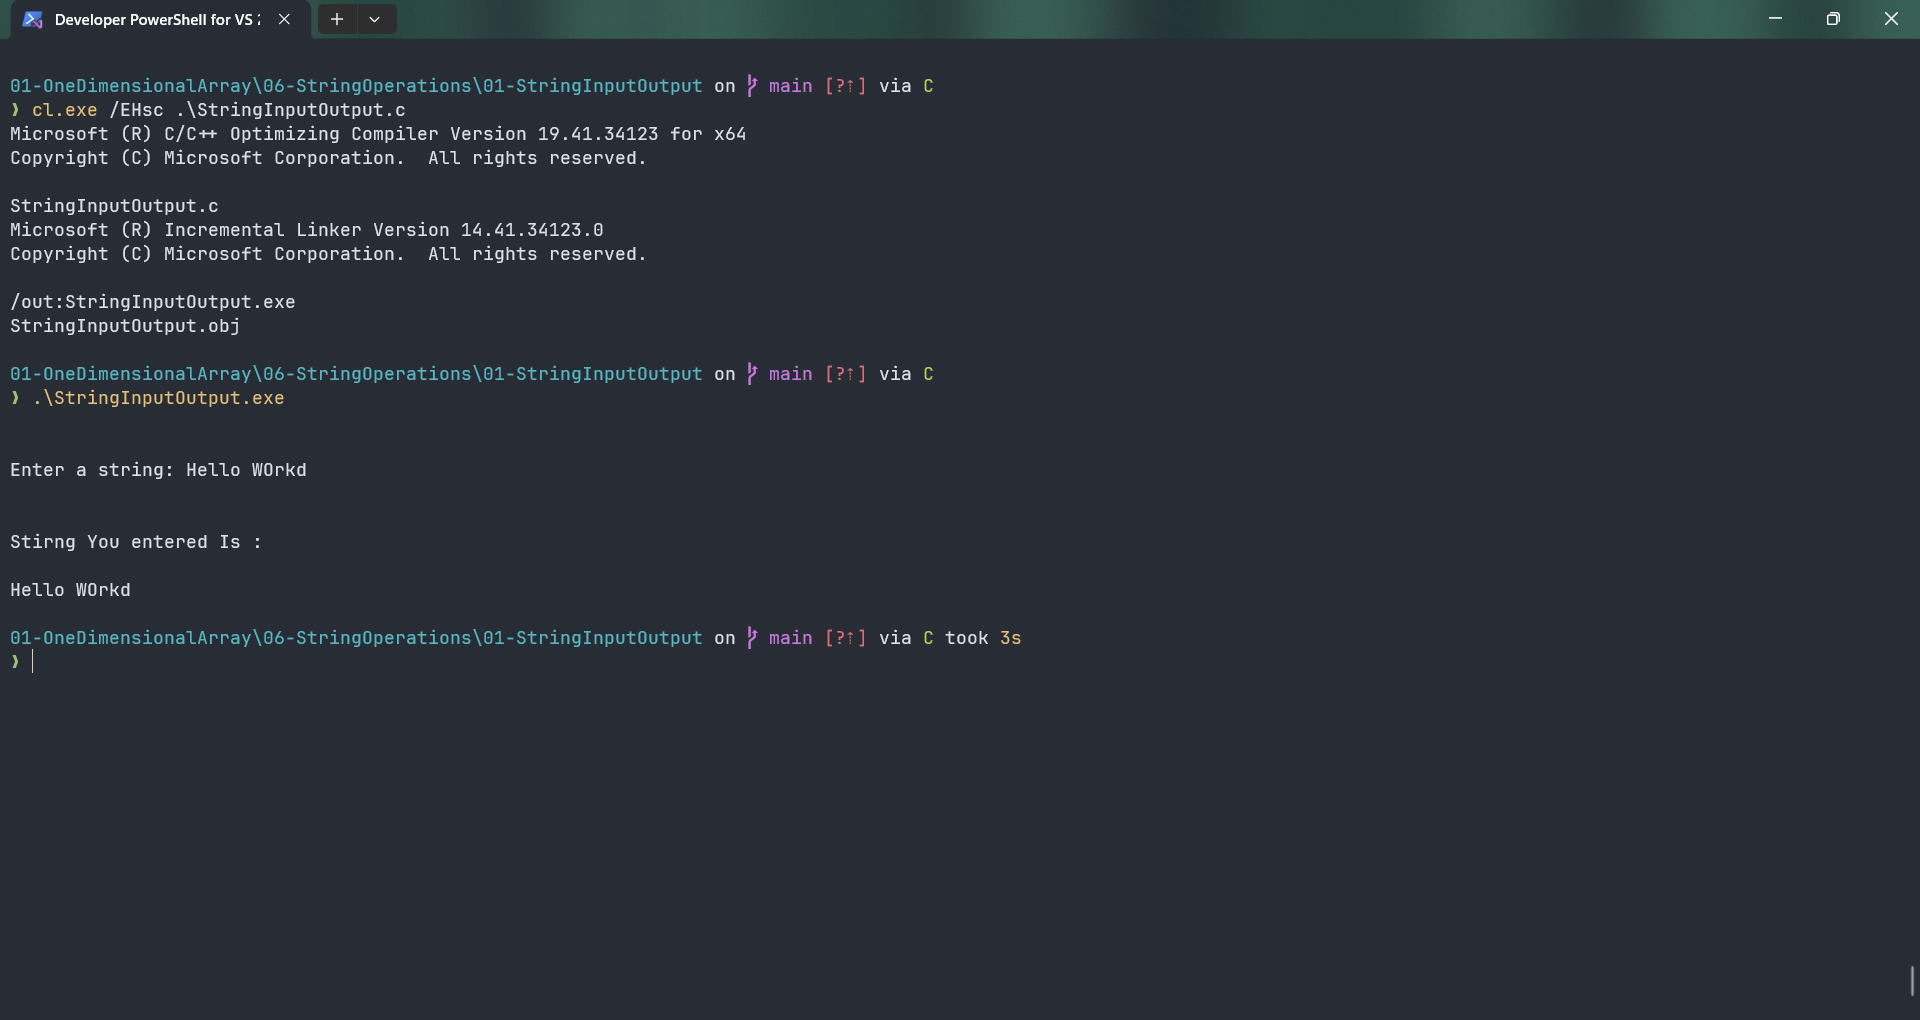 Developer PowerShell for VS 2
01-OneDimensionalArray\06-StringOperations\01-StringInputOutput on main [?⇡] via C
❯ cl.exe /EHsc .\StringInputOutput.c
Microsoft (R) C/C++ Optimizing Compiler Version 19.41.34123 for x64
Copyright (C) Microsoft Corporation.  All rights reserved.
StringInputOutput.c
Microsoft (R) Incremental Linker Version 14.41.34123.0
Copyright (C) Microsoft Corporation.  All rights reserved.
/out:StringInputOutput.exe
StringInputOutput.obj
01-OneDimensionalArray\06-StringOperations\01-StringInputOutput on main [?⇡] via C
❯ .\StringInputOutput.exe
Enter a string: Hello WOrkd
Stirng You entered Is :
Hello WOrkd
01-OneDimensionalArray\06-StringOperations\01-StringInputOutput on main [?⇡] via C took 3s
❯